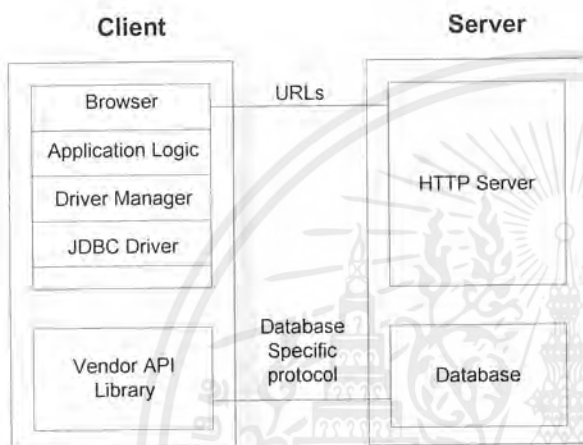 Client
Server
Browser
URLs
Application Logic
HTTP Server
Driver Manager
JDBC Driver
Database
Specific
protocol
Vendor API
Library
Database